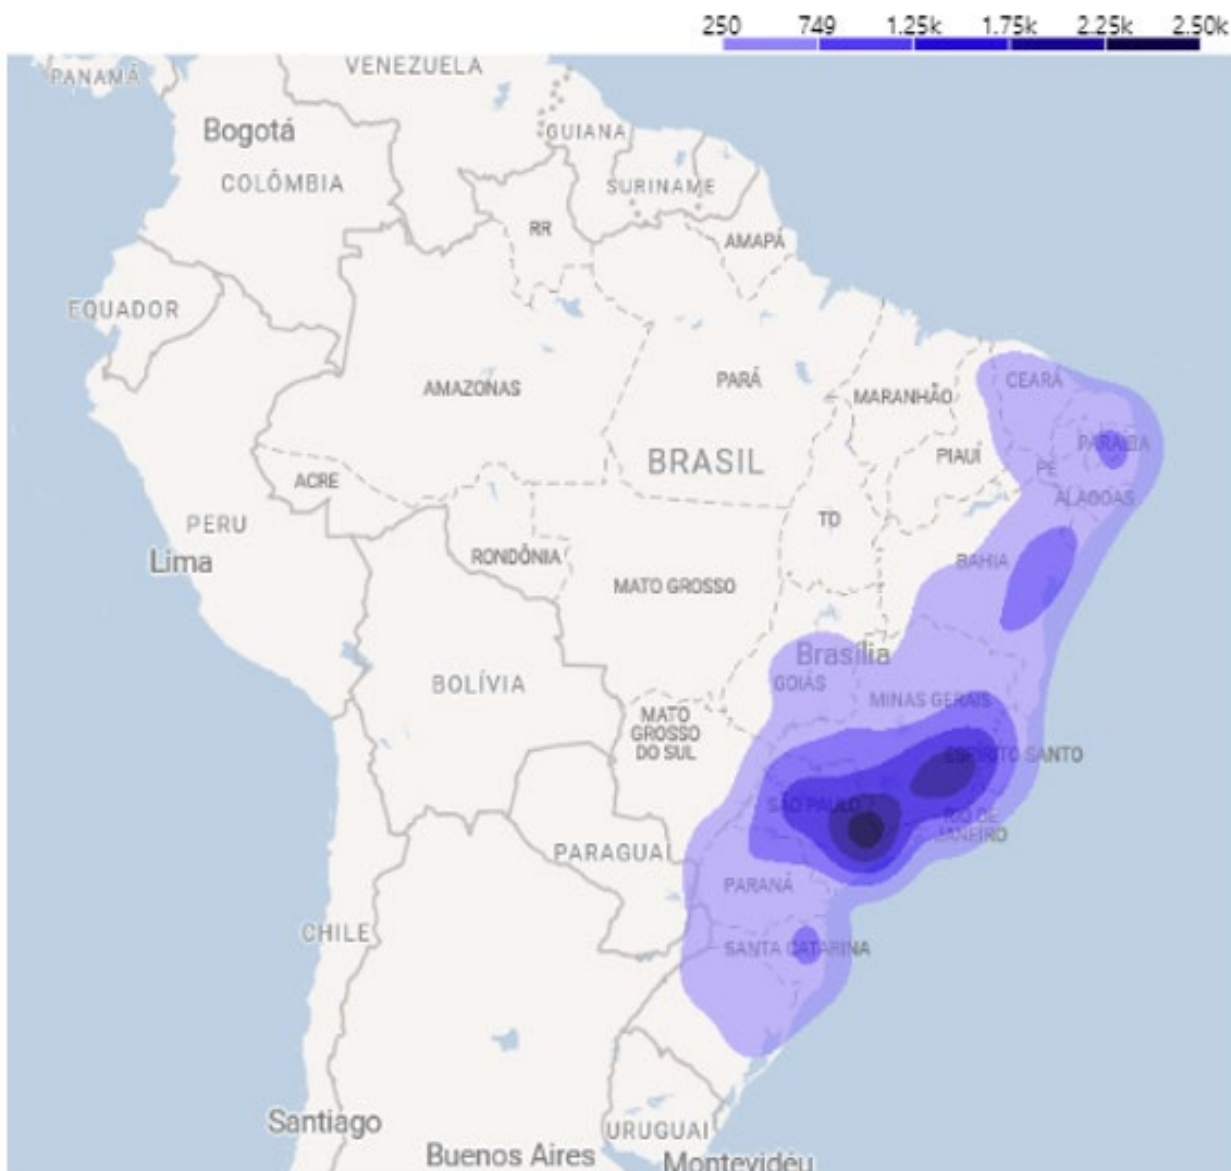 250 749 1.25k 1.75k 2.25k 2.50k
PANAMÁ
VENEZUELA
Bogotá
GUIANA
COLÔMBIA
SURINAME
RR
AMAPÁ
EQUADOR
AMAZONAS
PARÁ
CEARÁ
MARANHÃO
PARAÍBA
BRASIL
PIAUÍ
PE
ACRE
ALAGOAS
PERU
TO
Lima
RONDÔNIA
BAHIA
MATO GROSSO
Brasília
BOLÍVIA
GOIÁS
MINAS GERAIS
MATO
GROSSO
DO SUL
ESPÍRITO SANTO
SÃO PAULO
RIO DE
JANEIRO
PARAGUAI
PARANÁ
CHILE
SANTA CATARINA
Santiago
URUGUAI
Buenos Aires
Montevidéu